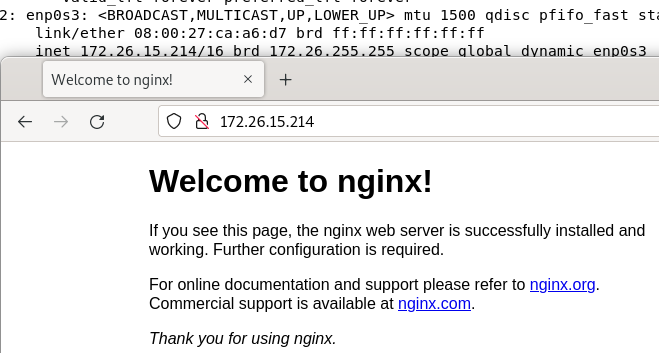 valid_lft forever preferred_lft forever
2: enp0s3: <BROADCAST,MULTICAST,UP,LOWER_UP> mtu 1500 qdisc pfifo_fast sta
link/ether 08:00:27:ca:a6:d7 brd ff:ff:ff:ff:ff:ff
inet 172.26.15.214/16 brd 172.26.255.255 scope global dynamic enp0s3
Welcome to nginx!
172.26.15.214
Welcome to nginx!
If you see this page, the nginx web server is successfully installed and
working. Further configuration is required.
For online documentation and support please refer to nginx.org.
Commercial support is available at nginx.com.
Thank you for using nginx.